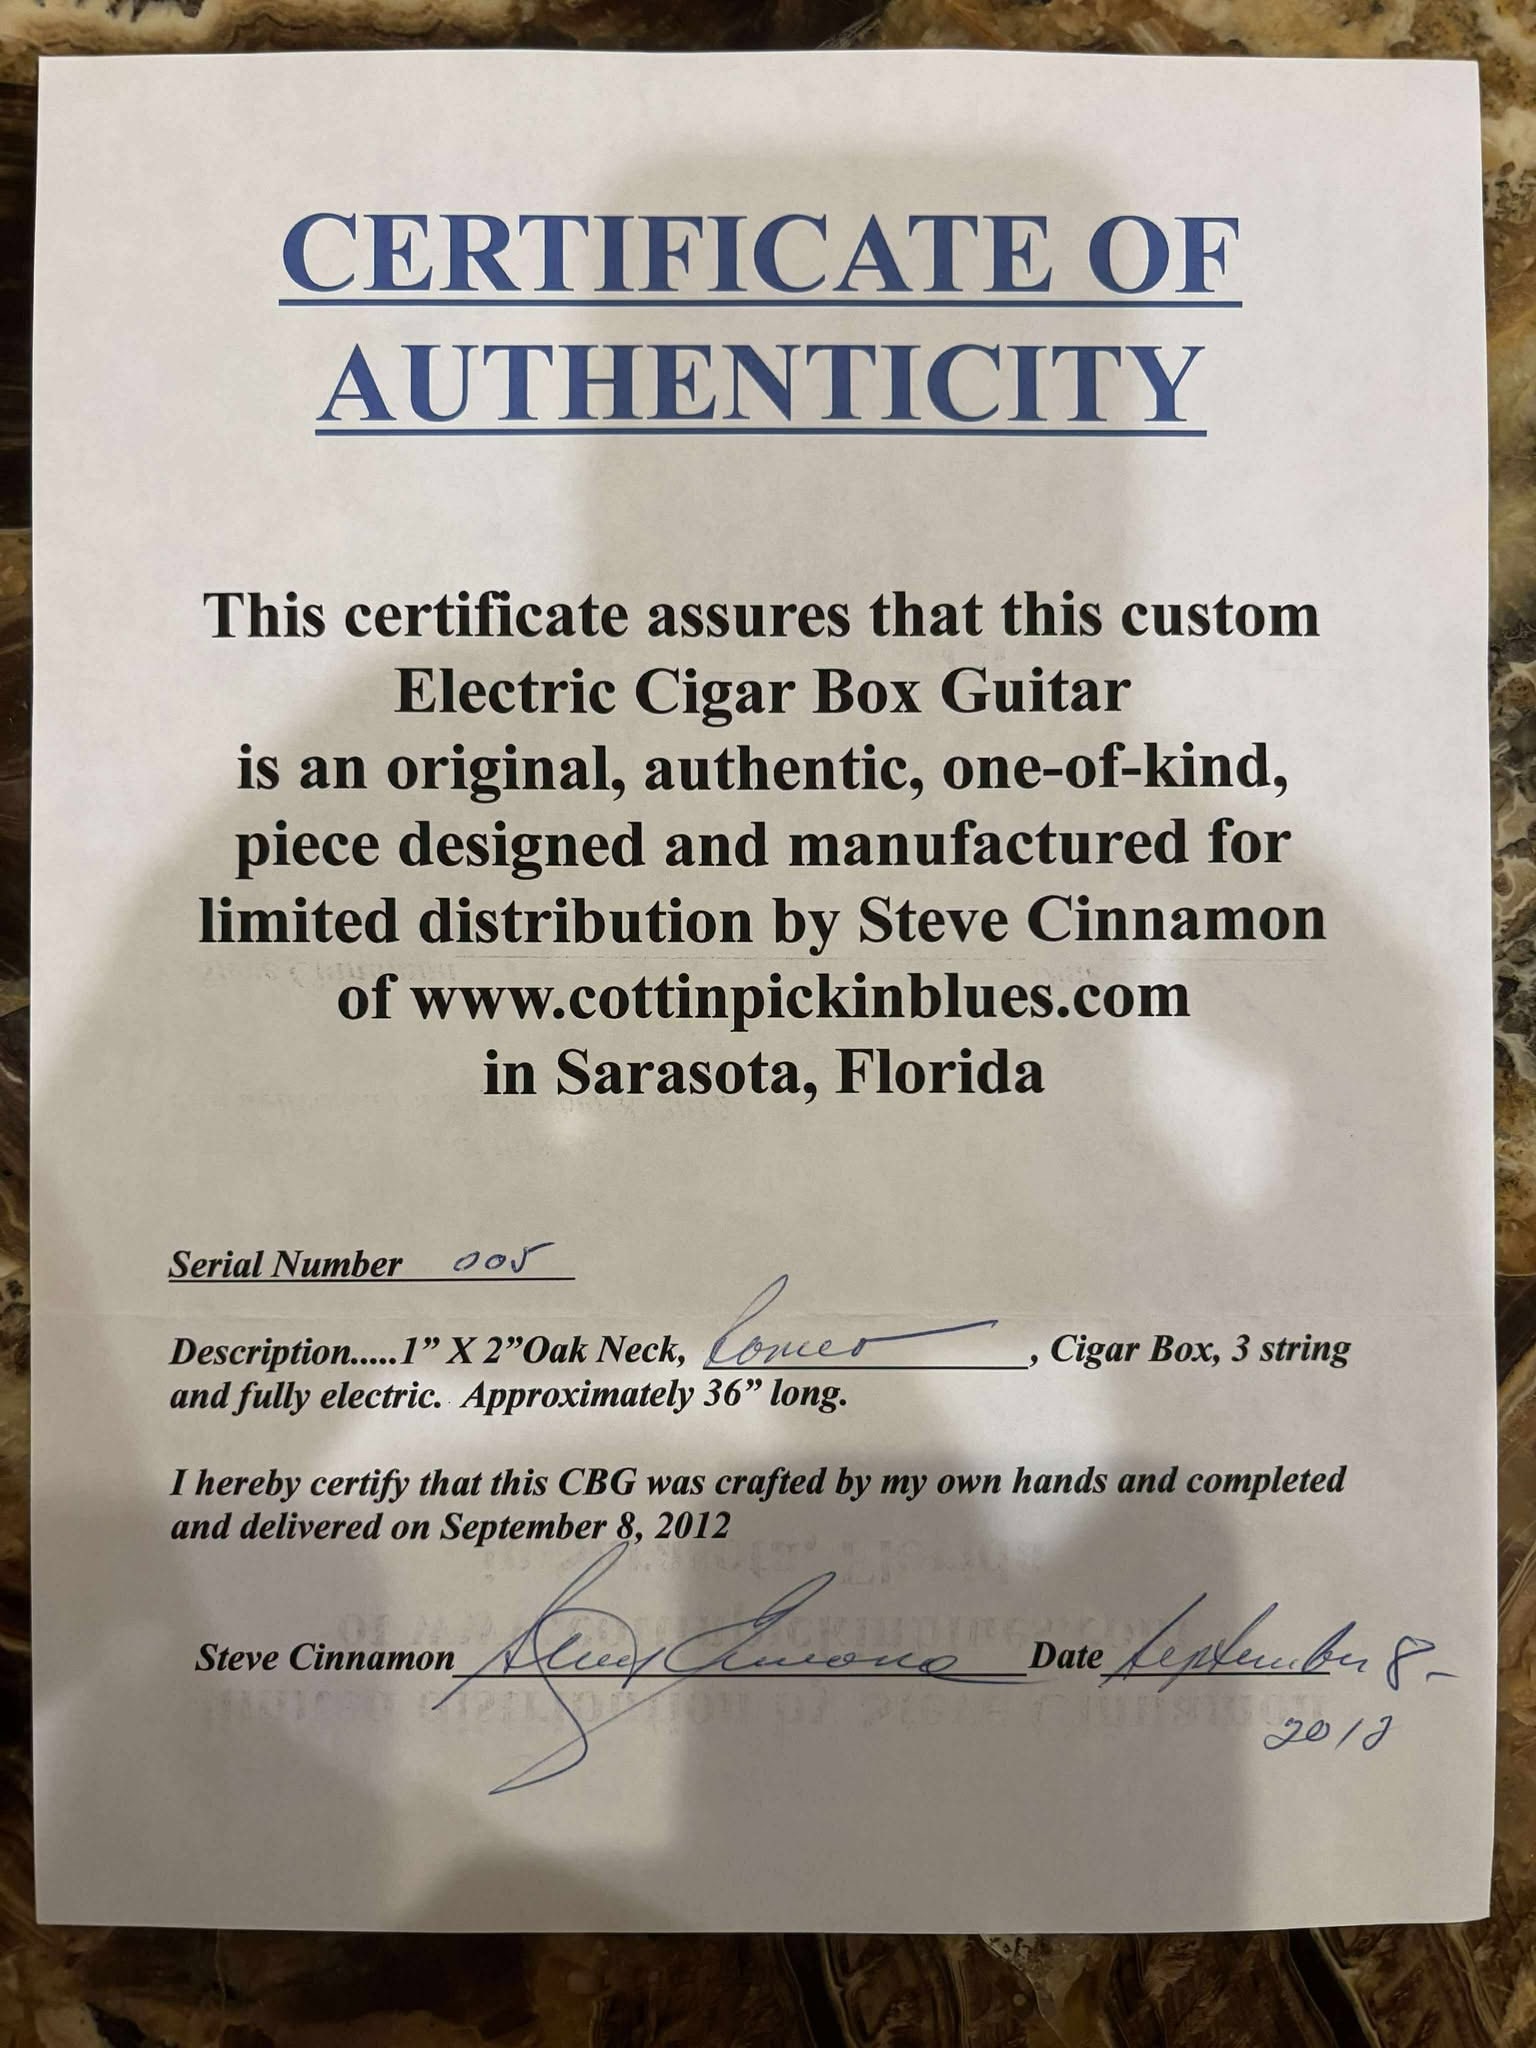 CERTIFICATE OF
AUTHENTICITY
This certificate assures that this custom
Electric Cigar Box Guitar
is an original, authentic, one-of-kind,
piece designed and manufactured for
limited distribution by Steve Cinnamon
of www.cottinpickinblues.com
in Sarasota, Florida
Serial Number 005
Description.....1” X 2”Oak Neck, Romeo, Cigar Box, 3 string
and fully electric. Approximately 36” long.
I hereby certify that this CBG was crafted by my own hands and completed
and delivered on September 8, 2012
Steve Cinnamon Date September 8-
2012